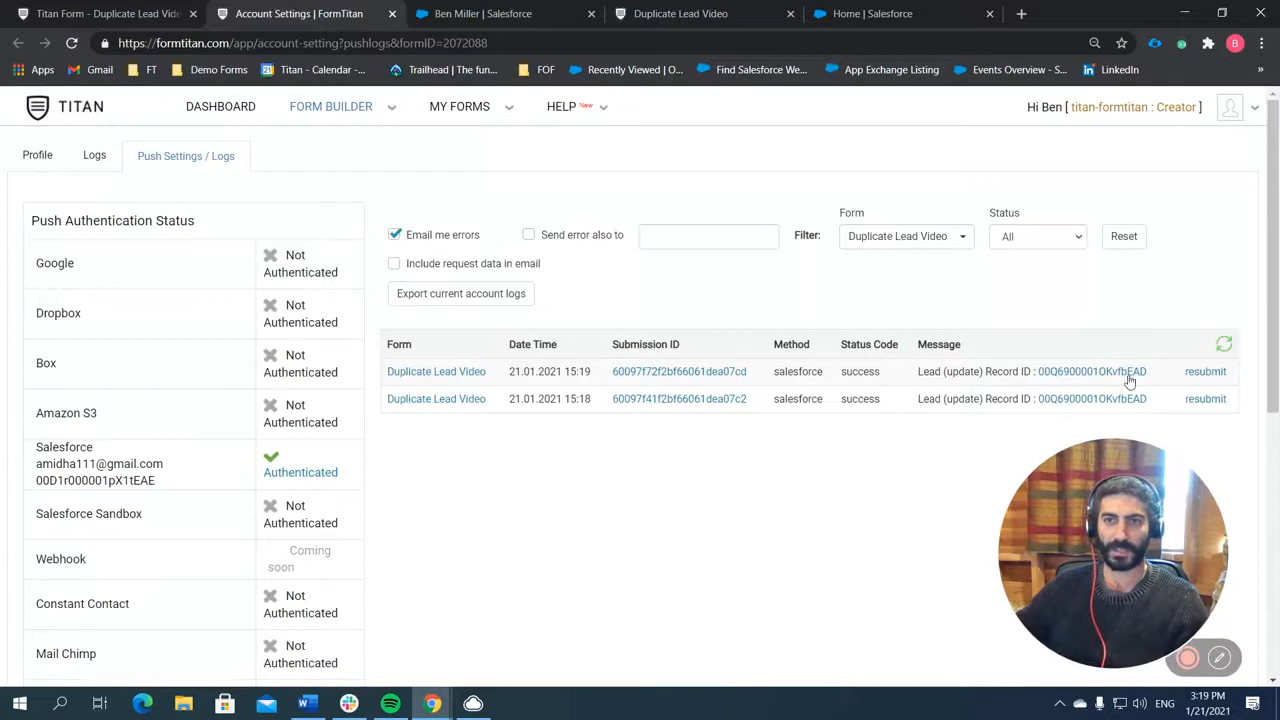 Titan Form - Duplicate Lead Video
Account Settings | FormTitan
Ben Miller | Salesforce
Duplicate Lead Video
Home | Salesforce
https://formtitan.com/app/account-setting?pushlogs&formID=2072088
B
Apps
Gmail
FT
Demo Forms
Titan - Calendar -...
Trailhead | The fun...
FOF
Recently Viewed | O...
Find Salesforce We...
App Exchange Listing
Events Overview - S...
LinkedIn
TITAN
DASHBOARD
FORM BUILDER
MY FORMS
HELP New
Hi Ben [ titan-formtitan : Creator ]
Profile
Logs
Push Settings / Logs
Push Authentication Status
Google
Not Authenticated
Dropbox
Not Authenticated
Box
Not Authenticated
Amazon S3
Not Authenticated
Salesforce
amidha111@gmail.com
00D1r000001pX1tEAE
Authenticated
Salesforce Sandbox
Not Authenticated
Webhook
Coming soon
Constant Contact
Not Authenticated
Mail Chimp
Not Authenticated
Email me errors
Send error also to
Filter:
Form
Duplicate Lead Video
Status
All
Reset
Include request data in email
Export current account logs
Form Date Time Submission ID Method Status Code Message
Duplicate Lead Video 21.01.2021 15:19 60097f72f2bf66061dea07cd salesforce success Lead (update) Record ID : 00Q6900001OKvfbEAD resubmit
Duplicate Lead Video 21.01.2021 15:18 60097f41f2bf66061dea07c2 salesforce success Lead (update) Record ID : 00Q6900001OKvfbEAD resubmit
ENG
3:19 PM
1/21/2021